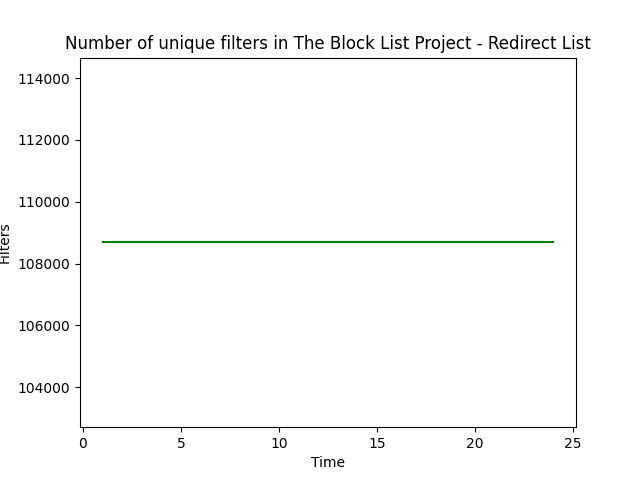 Number of unique filters in The Block List Project - Redirect List
114000
112000
110000
108000
106000
104000
Filters
0 5 10 15 20 25
Time